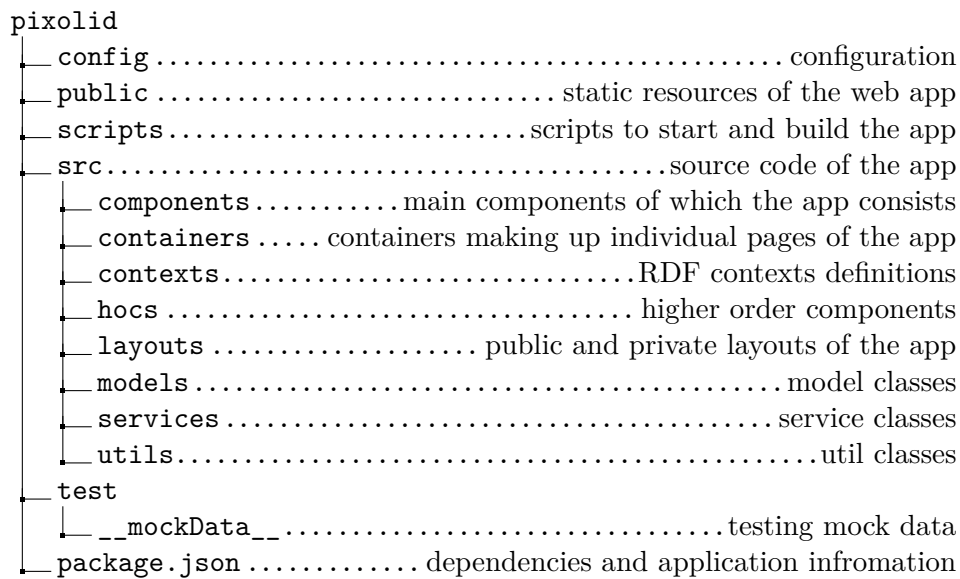 pixolid
config ................................................ configuration
public .............................. static resources of the web app
scripts........................... scripts to start and build the app
src.......................................... source code of the app
components........... main components of which the app consists
containers ..... containers making up individual pages of the app
contexts............................... RDF contexts definitions
hocs ................................... higher order components
layouts .................... public and private layouts of the app
models ............................................ model classes
services ......................................... service classes
utils................................................ util classes
test
__mockData__ ................................. testing mock data
package.json ............. dependencies and application infromation